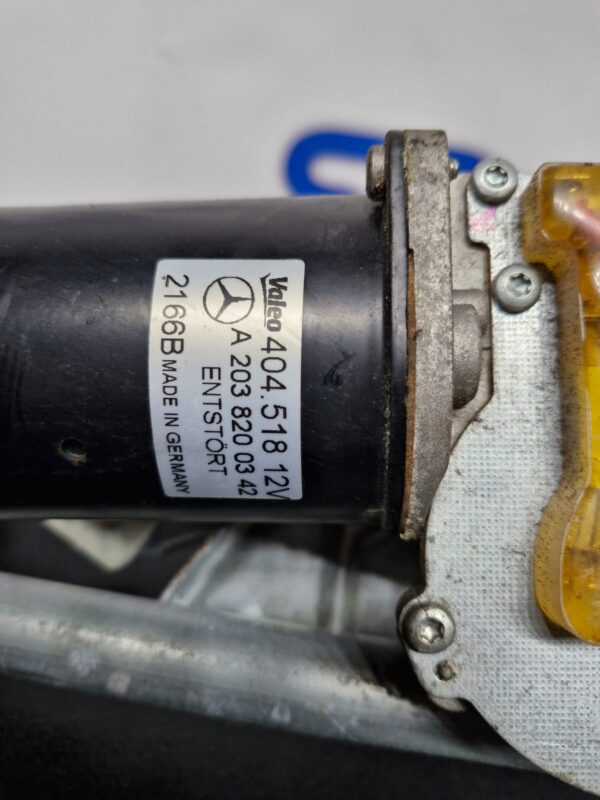 Valeo 404.518 12V
A 203 820 03 42
ENTSTÖRT
2166B MADE IN GERMANY